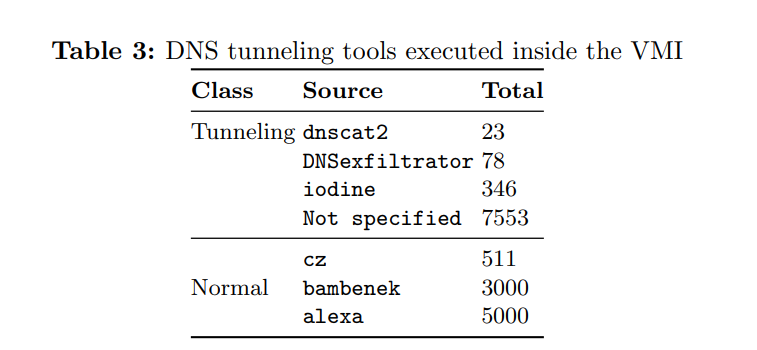 Table 3: DNS tunneling tools executed inside the VMI
Class Source Total
Tunneling dnscat2 23
DNSexfiltrator 78
iodine 346
Not specified 7553
cz 511
Normal bambenek 3000
alexa 5000